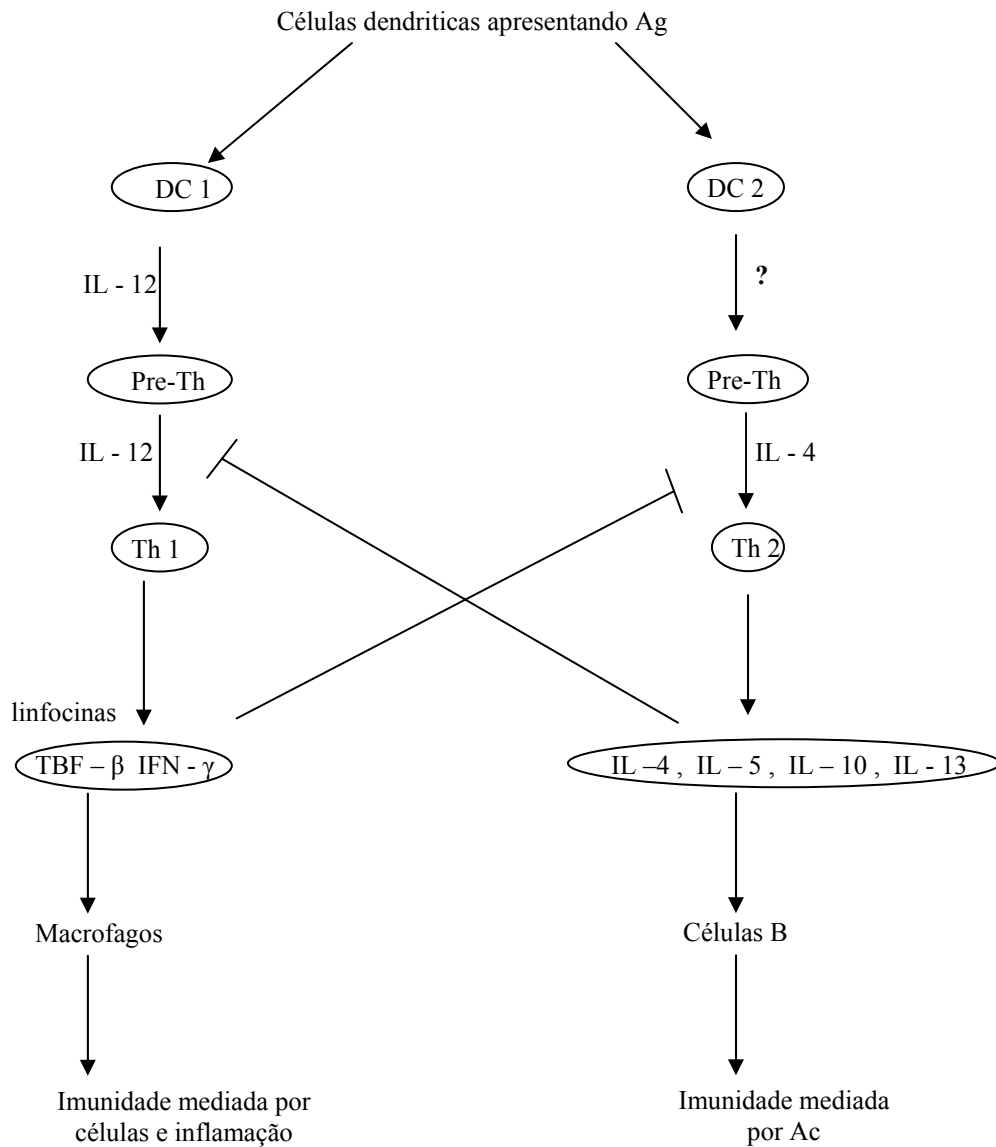 Células dendriticas apresentando Ag
DC 1
DC 2
IL - 12
?
Pre-Th
Pre-Th
IL - 12
IL - 4
Th 1
Th 2
linfocinas
TBF – β IFN - γ
IL –4 , IL – 5 , IL – 10 , IL - 13
Macrofagos
Células B
Imunidade mediada por
células e inflamação
Imunidade mediada
por Ac